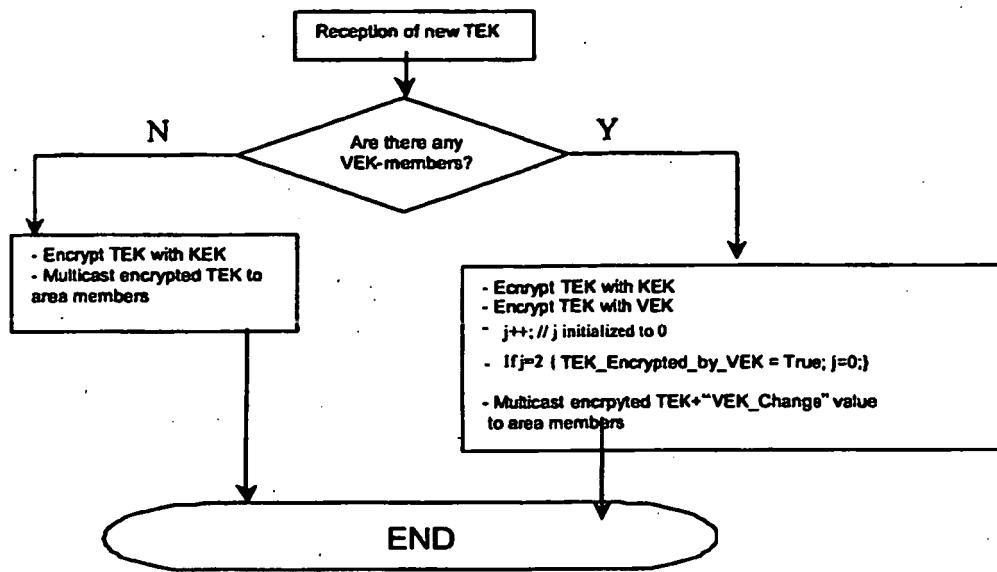 Reception of new TEK
N
Y
Are there any
VEK-members?
- Encrypt TEK with KEK
- Multicast encrypted TEK to
area members
- Ecnrypt TEK with KEK
- Encrypt TEK with VEK
- j++; // j initialized to 0
- If j=2 { TEK_Encrypted_by_VEK = True; j=0;}
- Multicast encrpyted TEK+"VEK_Change" value
to area members
END